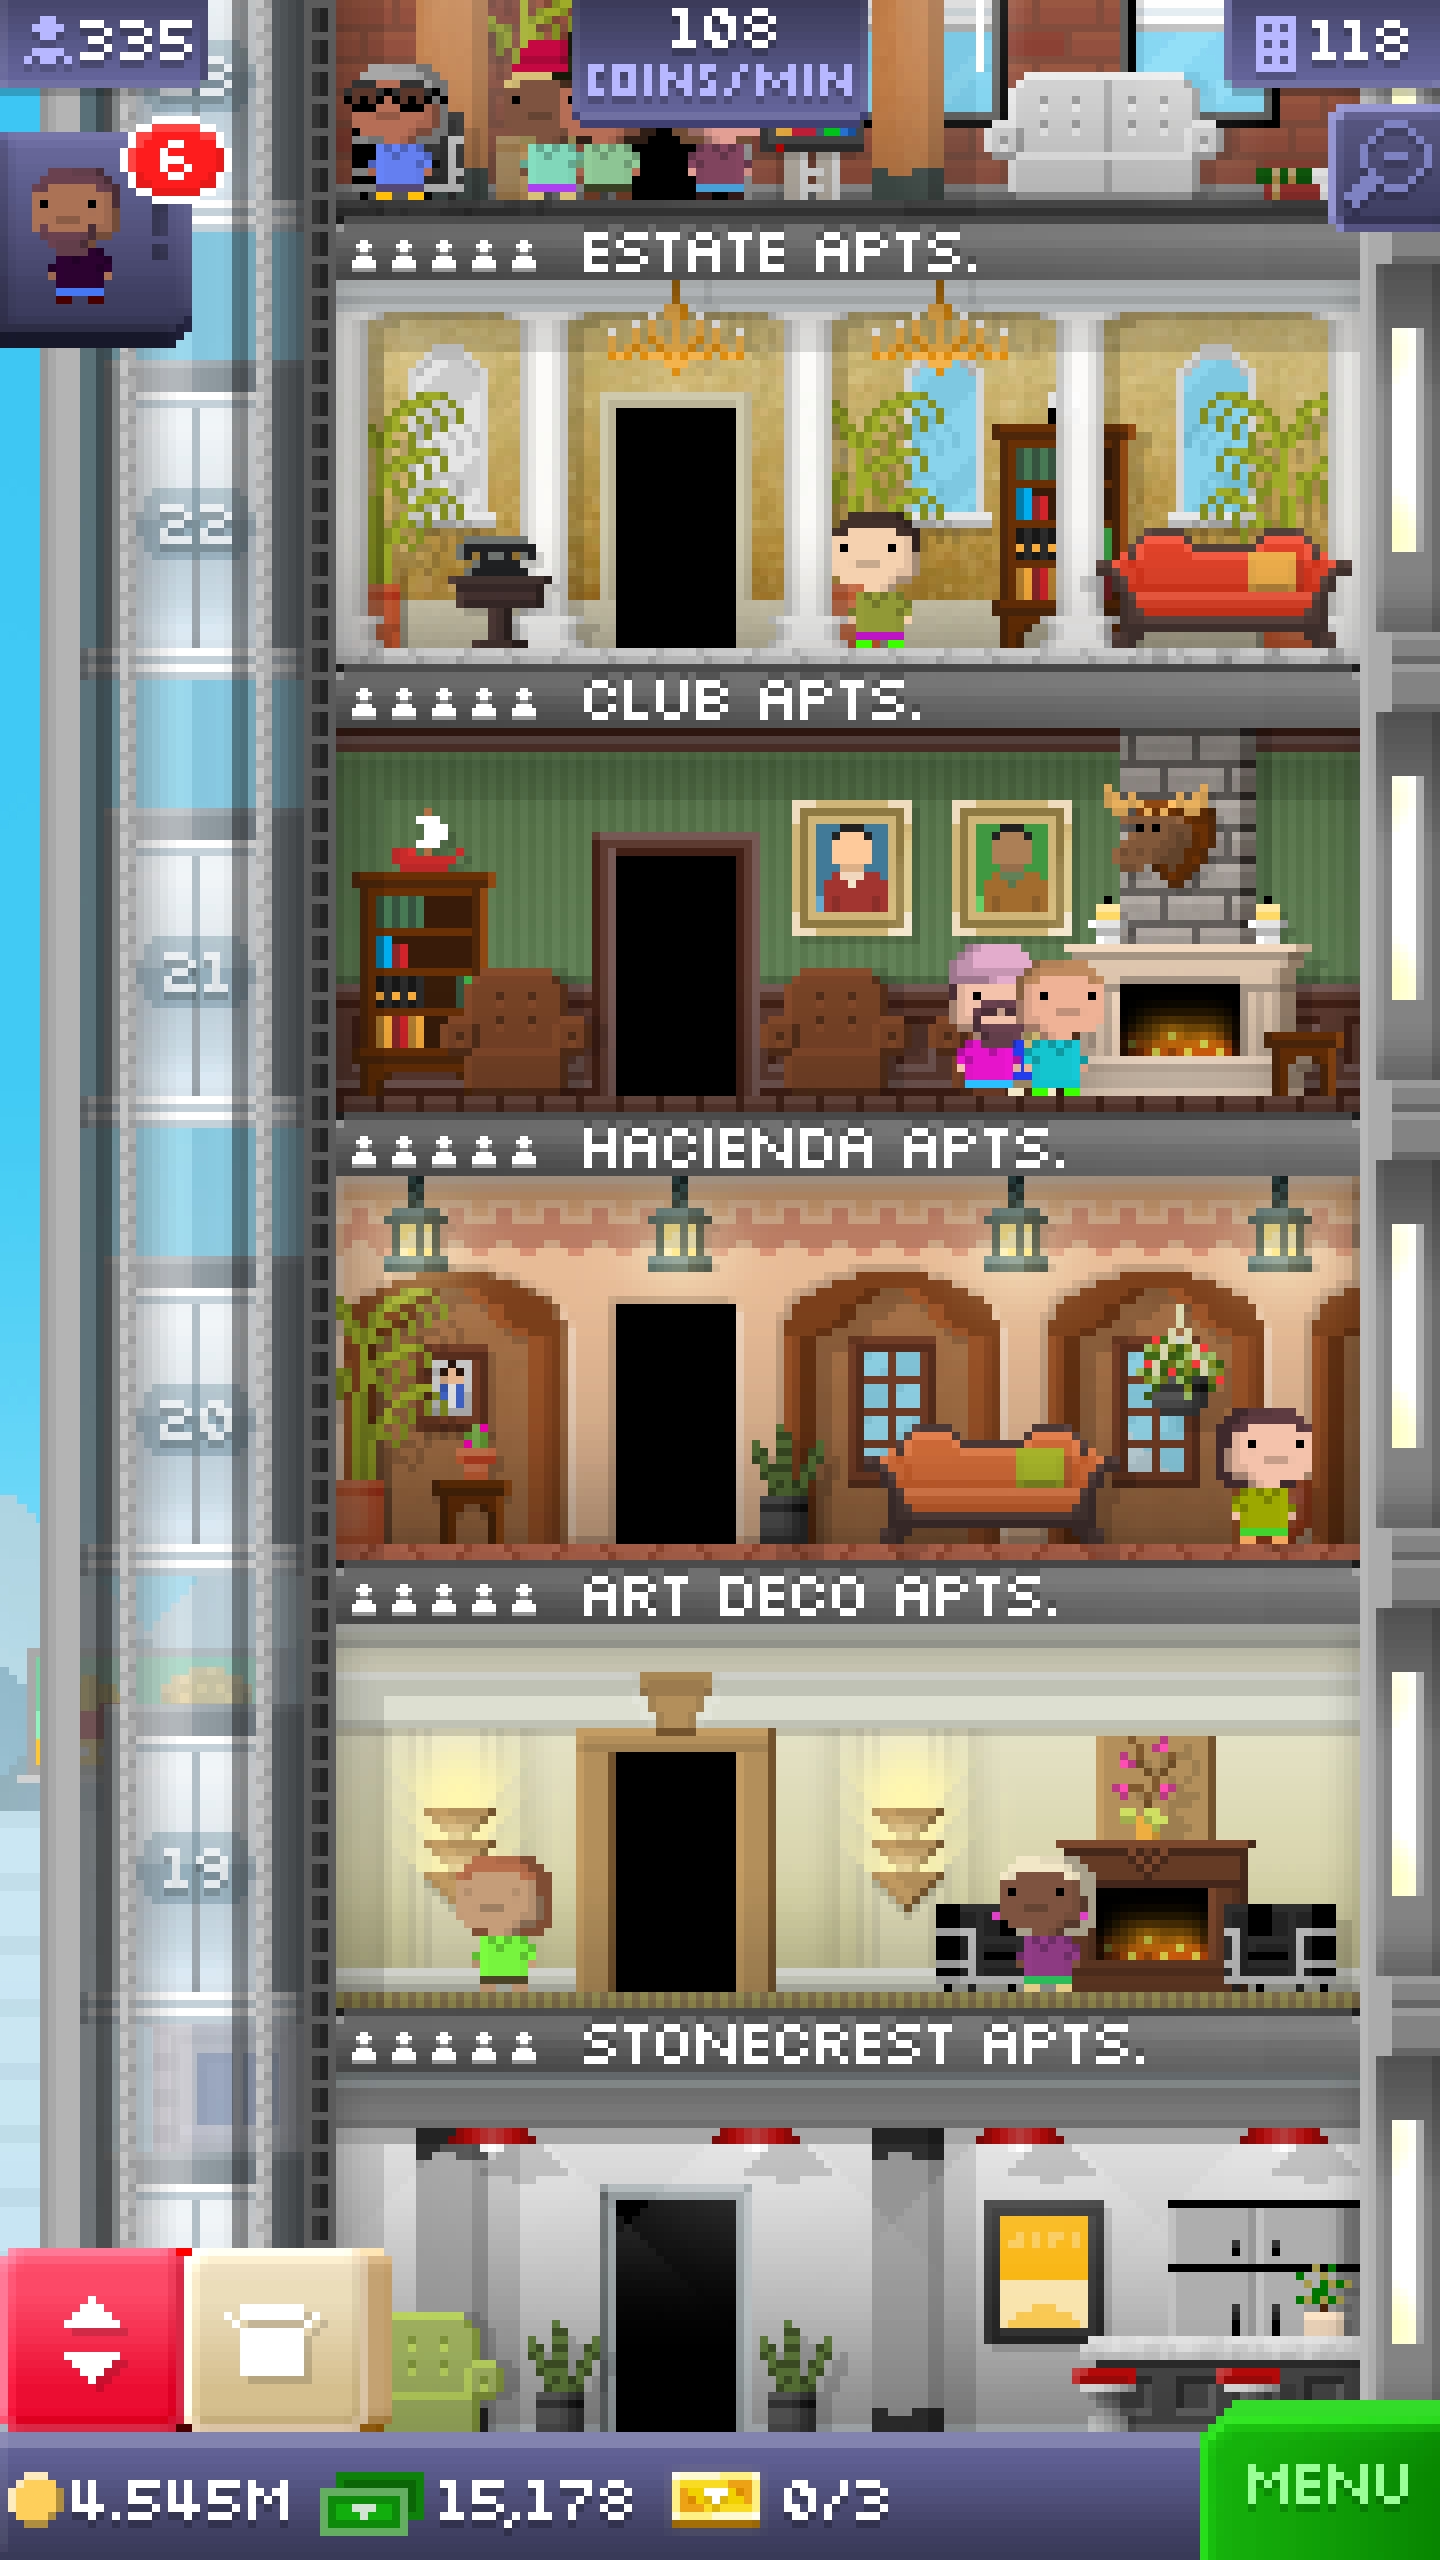 335
108
COINS/MIN
118
6
ESTATE APTS.
22
CLUB APTS.
21
HACIENDA APTS.
20
ART DECO APTS.
19
STONECREST APTS.
4.545M
15,178
0/3
MENU